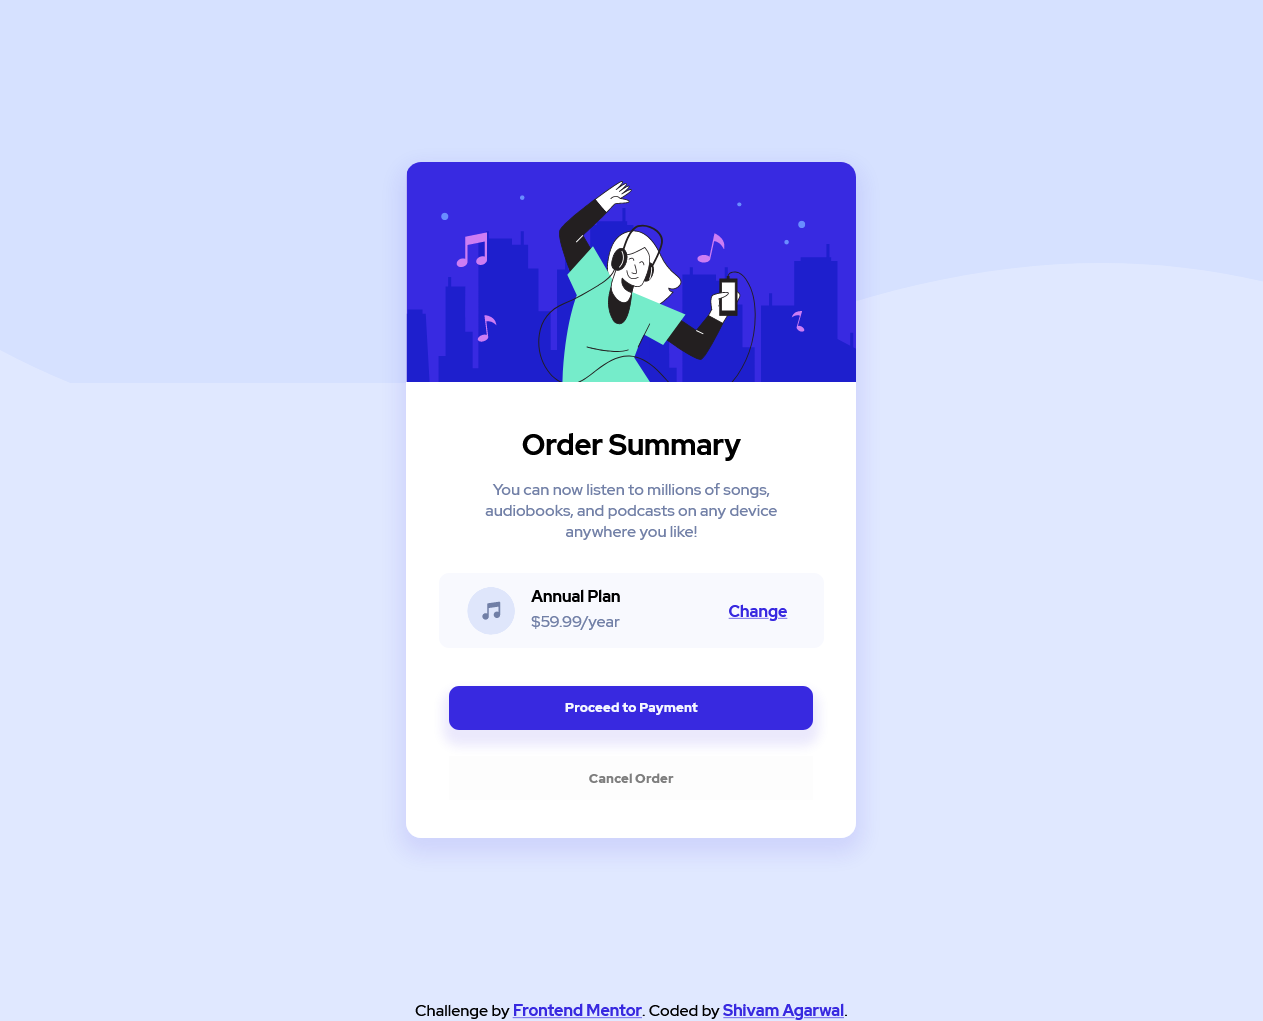 Order Summary
You can now listen to millions of songs,
audiobooks, and podcasts on any device
anywhere you like!
Annual Plan
$59.99/year
Change
Proceed to Payment
Cancel Order
Challenge by Frontend Mentor. Coded by Shivam Agarwal.